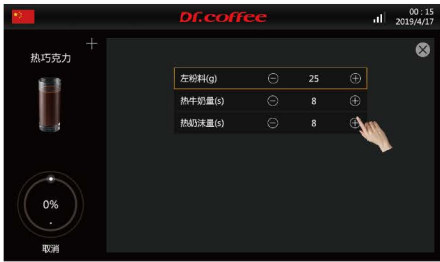 Dr.coffee
00 : 15
2019/4/17
热巧克力
左粉料(g) 25
热牛奶量(s) 8
热奶沫量(s) 8
0%
取消